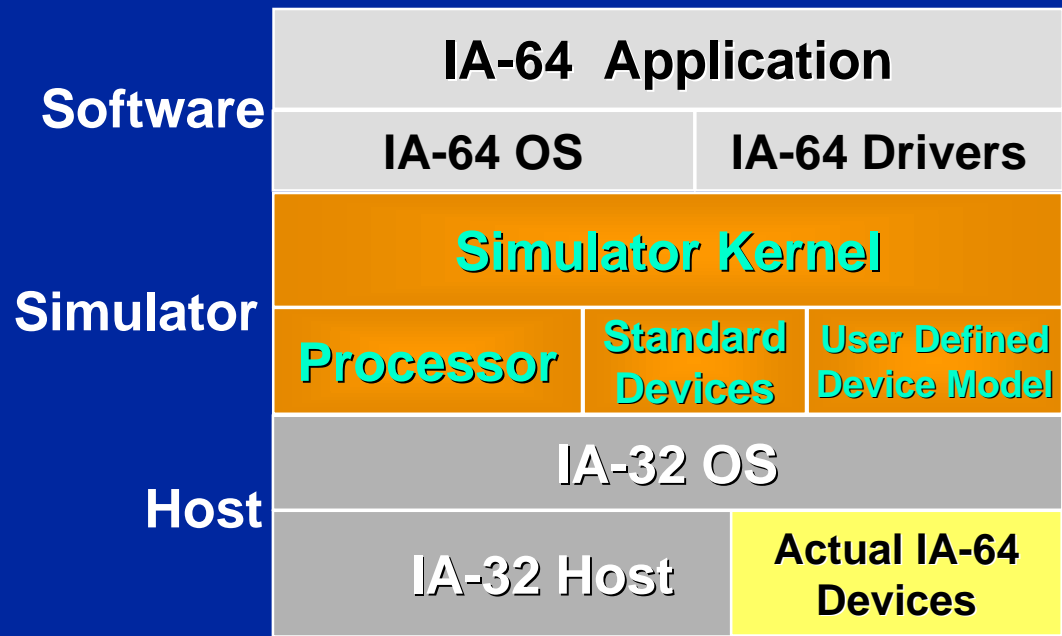 Software
IA-64 Application
IA-64 OS
IA-64 Drivers
Simulator
Simulator Kernel
Processor
Standard
Devices
User Defined
Device Model
Host
IA-32 OS
IA-32 Host
Actual IA-64
Devices